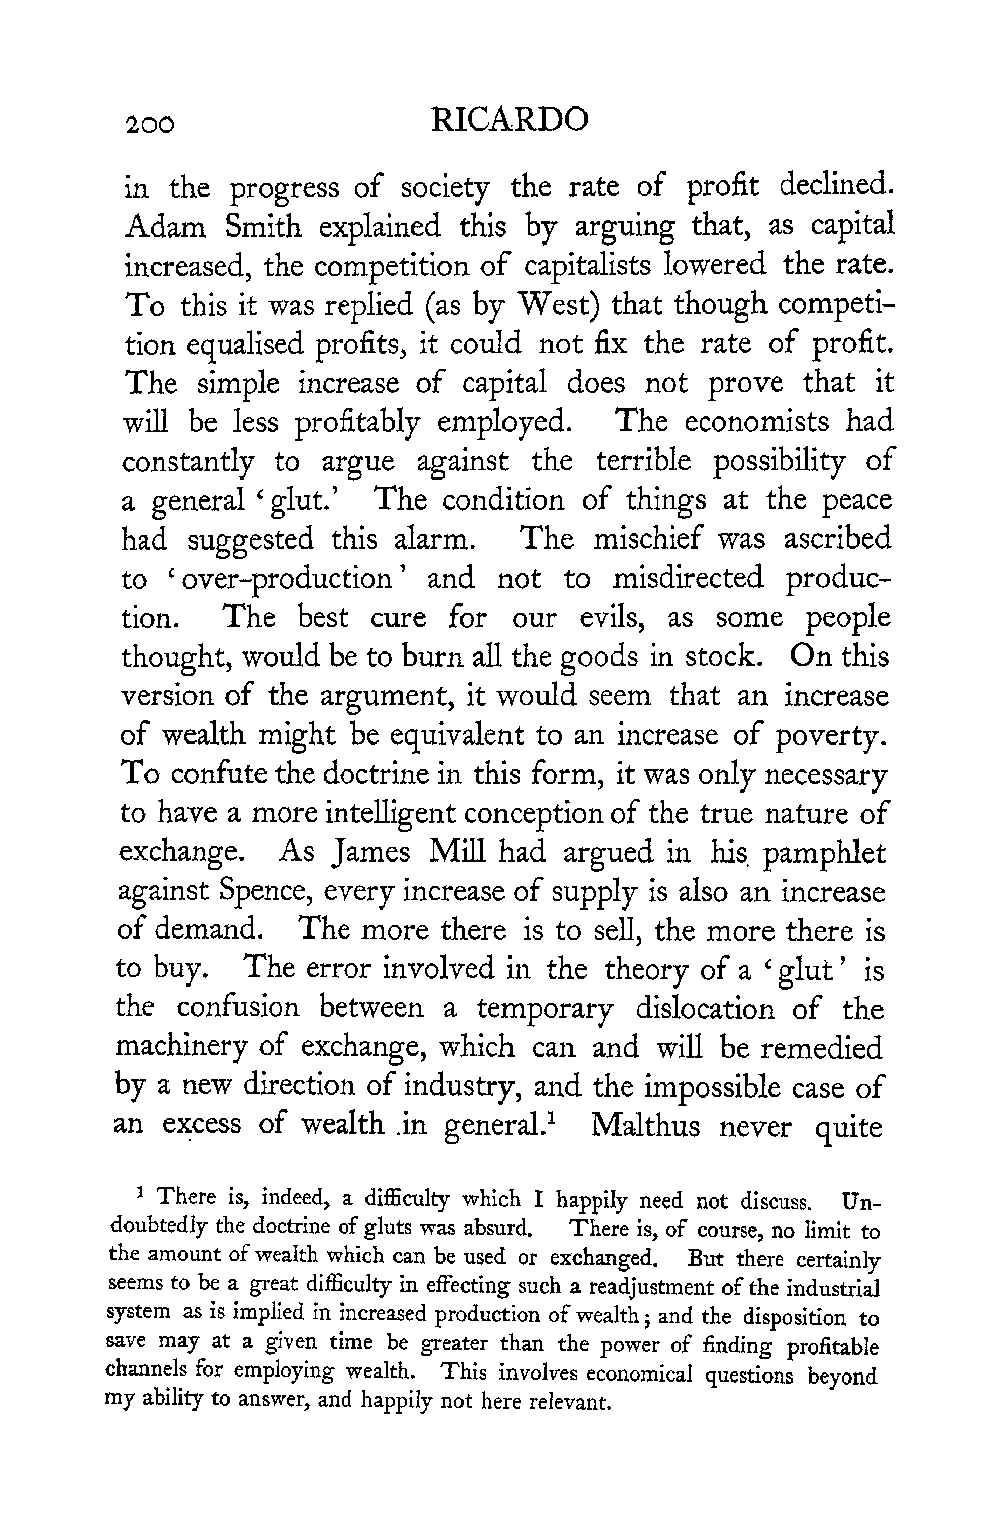 200 RICARDO
in the progress of society the rate of profit declined.
Adam Smith explained this by arguing that, as capital
increased, the competition of capitalists lowered the rate.
To this it was replied (as by West) that though competi-
tion equalised profits, it could not fix the rate of profit.
The simple increase of capital does not prove that it
will be less profitably employed. The economists had
constantly to argue against the terrible possibility of
a general ‘glut.’ The condition of things at the peace
had suggested this alarm. The mischief was ascribed
to ‘over-production’ and not to misdirected produc-
tion. The best cure for our evils, as some people
thought, would be to burn all the goods in stock. On this
version of the argument, it would seem that an increase
of wealth might be equivalent to an increase of poverty.
To confute the doctrine in this form, it was only necessary
to have a more intelligent conception of the true nature of
exchange. As James Mill had argued in his pamphlet
against Spence, every increase of supply is also an increase
of demand. The more there is to sell, the more there is
to buy. The error involved in the theory of a ‘glut’ is
the confusion between a temporary dislocation of the
machinery of exchange, which can and will be remedied
by a new direction of industry, and the impossible case of
an excess of wealth in general.¹ Malthus never quite
¹ There is, indeed, a difficulty which I happily need not discuss. Un-
doubtedly the doctrine of gluts was absurd. There is, of course, no limit to
the amount of wealth which can be used or exchanged. But there certainly
seems to be a great difficulty in effecting such a readjustment of the industrial
system as is implied in increased production of wealth; and the disposition to
save may at a given time be greater than the power of finding profitable
channels for employing wealth. This involves economical questions beyond
my ability to answer, and happily not here relevant.